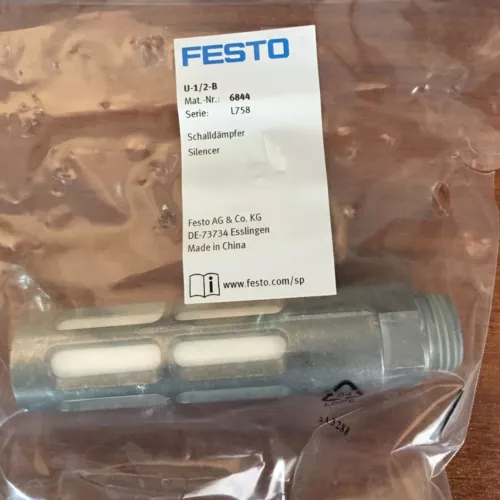 FESTO
U-1/2-B
Mat.-Nr.: 6844
Serie: L758
Schalldämpfer
Silencer
Festo AG & Co. KG
DE-73734 Esslingen
Made in China
www.festo.com/sp